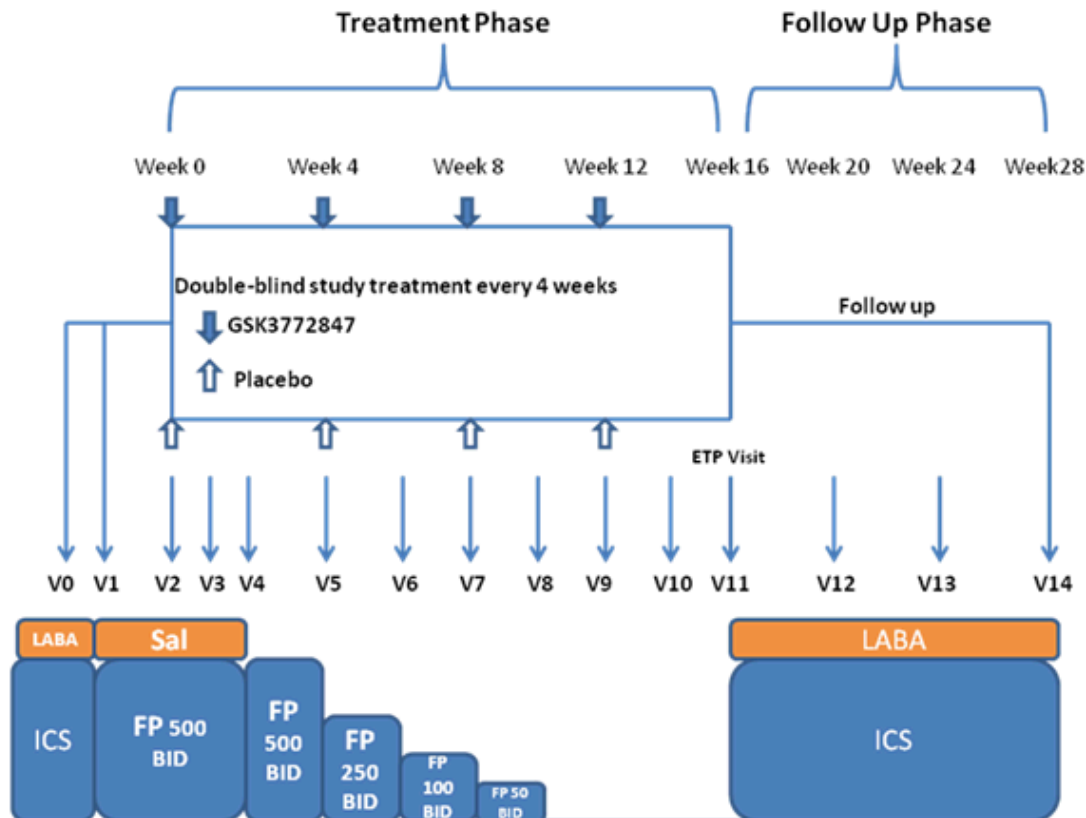 Treatment Phase
Follow Up Phase
Week 0
Week 4
Week 8
Week 12
Week 16
Week 20
Week 24
Week28
Double-blind study treatment every 4 weeks
GSK3772847
Placebo
Follow up
ETP Visit
V0
V1
V2
V3
V4
V5
V6
V7
V8
V9
V10
V11
V12
V13
V14
LABA
Sal
LABA
ICS
FP 500
BID
FP
500
BID
FP
250
BID
FP
100
BID
FP 50
BID
ICS